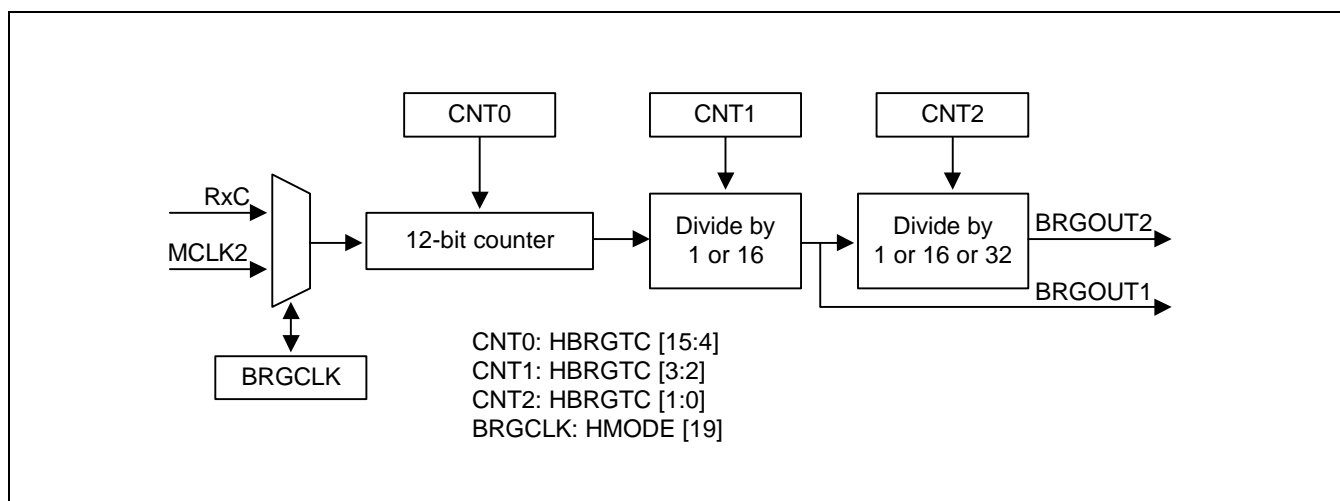 CNT0
CNT1
CNT2
RxC
MCLK2
12-bit counter
Divide by
1 or 16
Divide by
1 or 16 or 32
BRGOUT2
BRGOUT1
BRGCLK
CNT0: HBRGTC [15:4]
CNT1: HBRGTC [3:2]
CNT2: HBRGTC [1:0]
BRGCLK: HMODE [19]